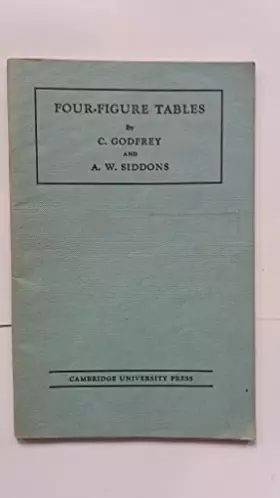 FOUR-FIGURE TABLES
By
C. GODFREY
AND
A. W. SIDDONS
CAMBRIDGE UNIVERSITY PRESS